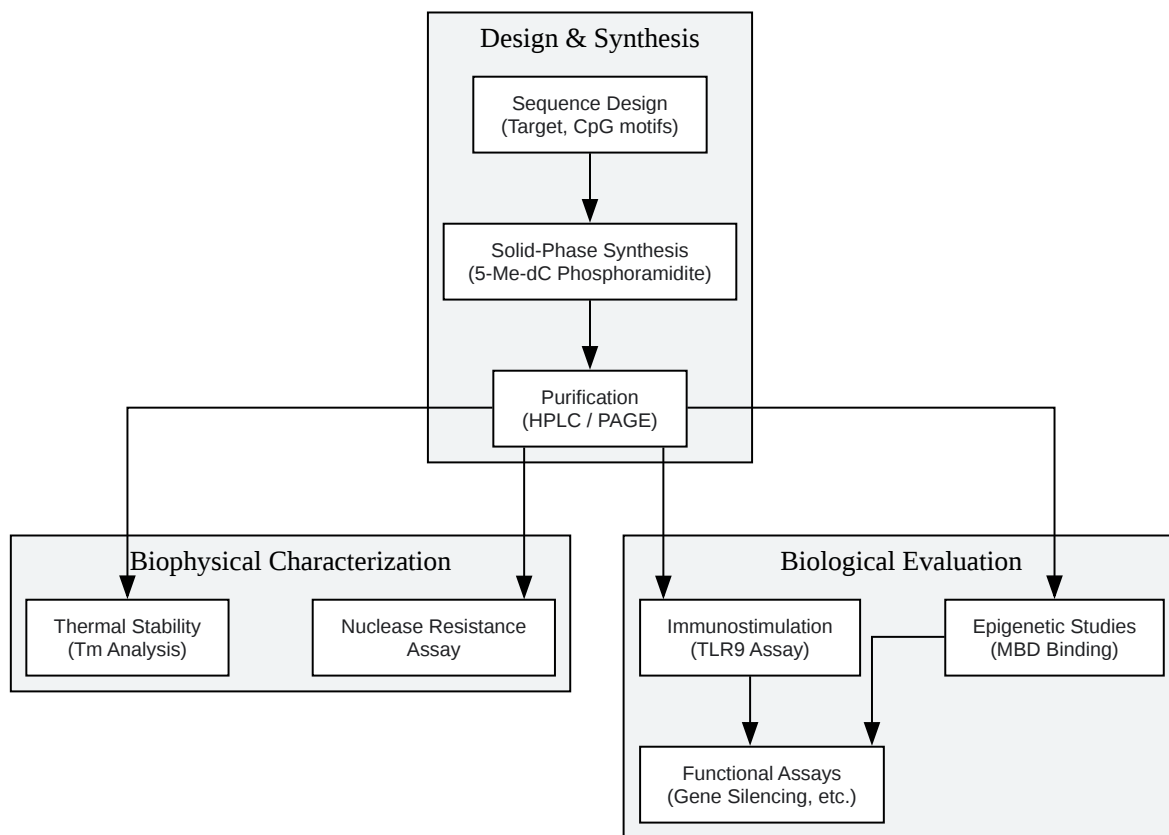 Design & Synthesis
Sequence Design
(Target, CpG motifs)
Solid-Phase Synthesis
(5-Me-dC Phosphoramidite)
Purification
(HPLC / PAGE)
Biophysical Characterization
Thermal Stability
(Tm Analysis)
Nuclease Resistance
Assay
Biological Evaluation
Immunostimulation
(TLR9 Assay)
Epigenetic Studies
(MBD Binding)
Functional Assays
(Gene Silencing, etc.)